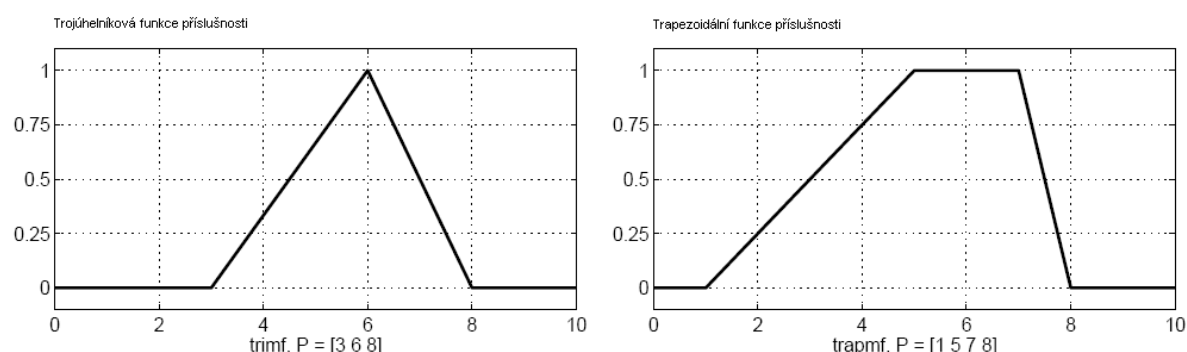 Trojúhelníková funkce příslušnosti
1
0.75
0.5
0.25
0
0 2 4 6 8 10
trimf, P = [3 6 8]
Trapezoidální funkce příslušnosti
1
0.75
0.5
0.25
0
0 2 4 6 8 10
trapmf, P = [1 5 7 8]